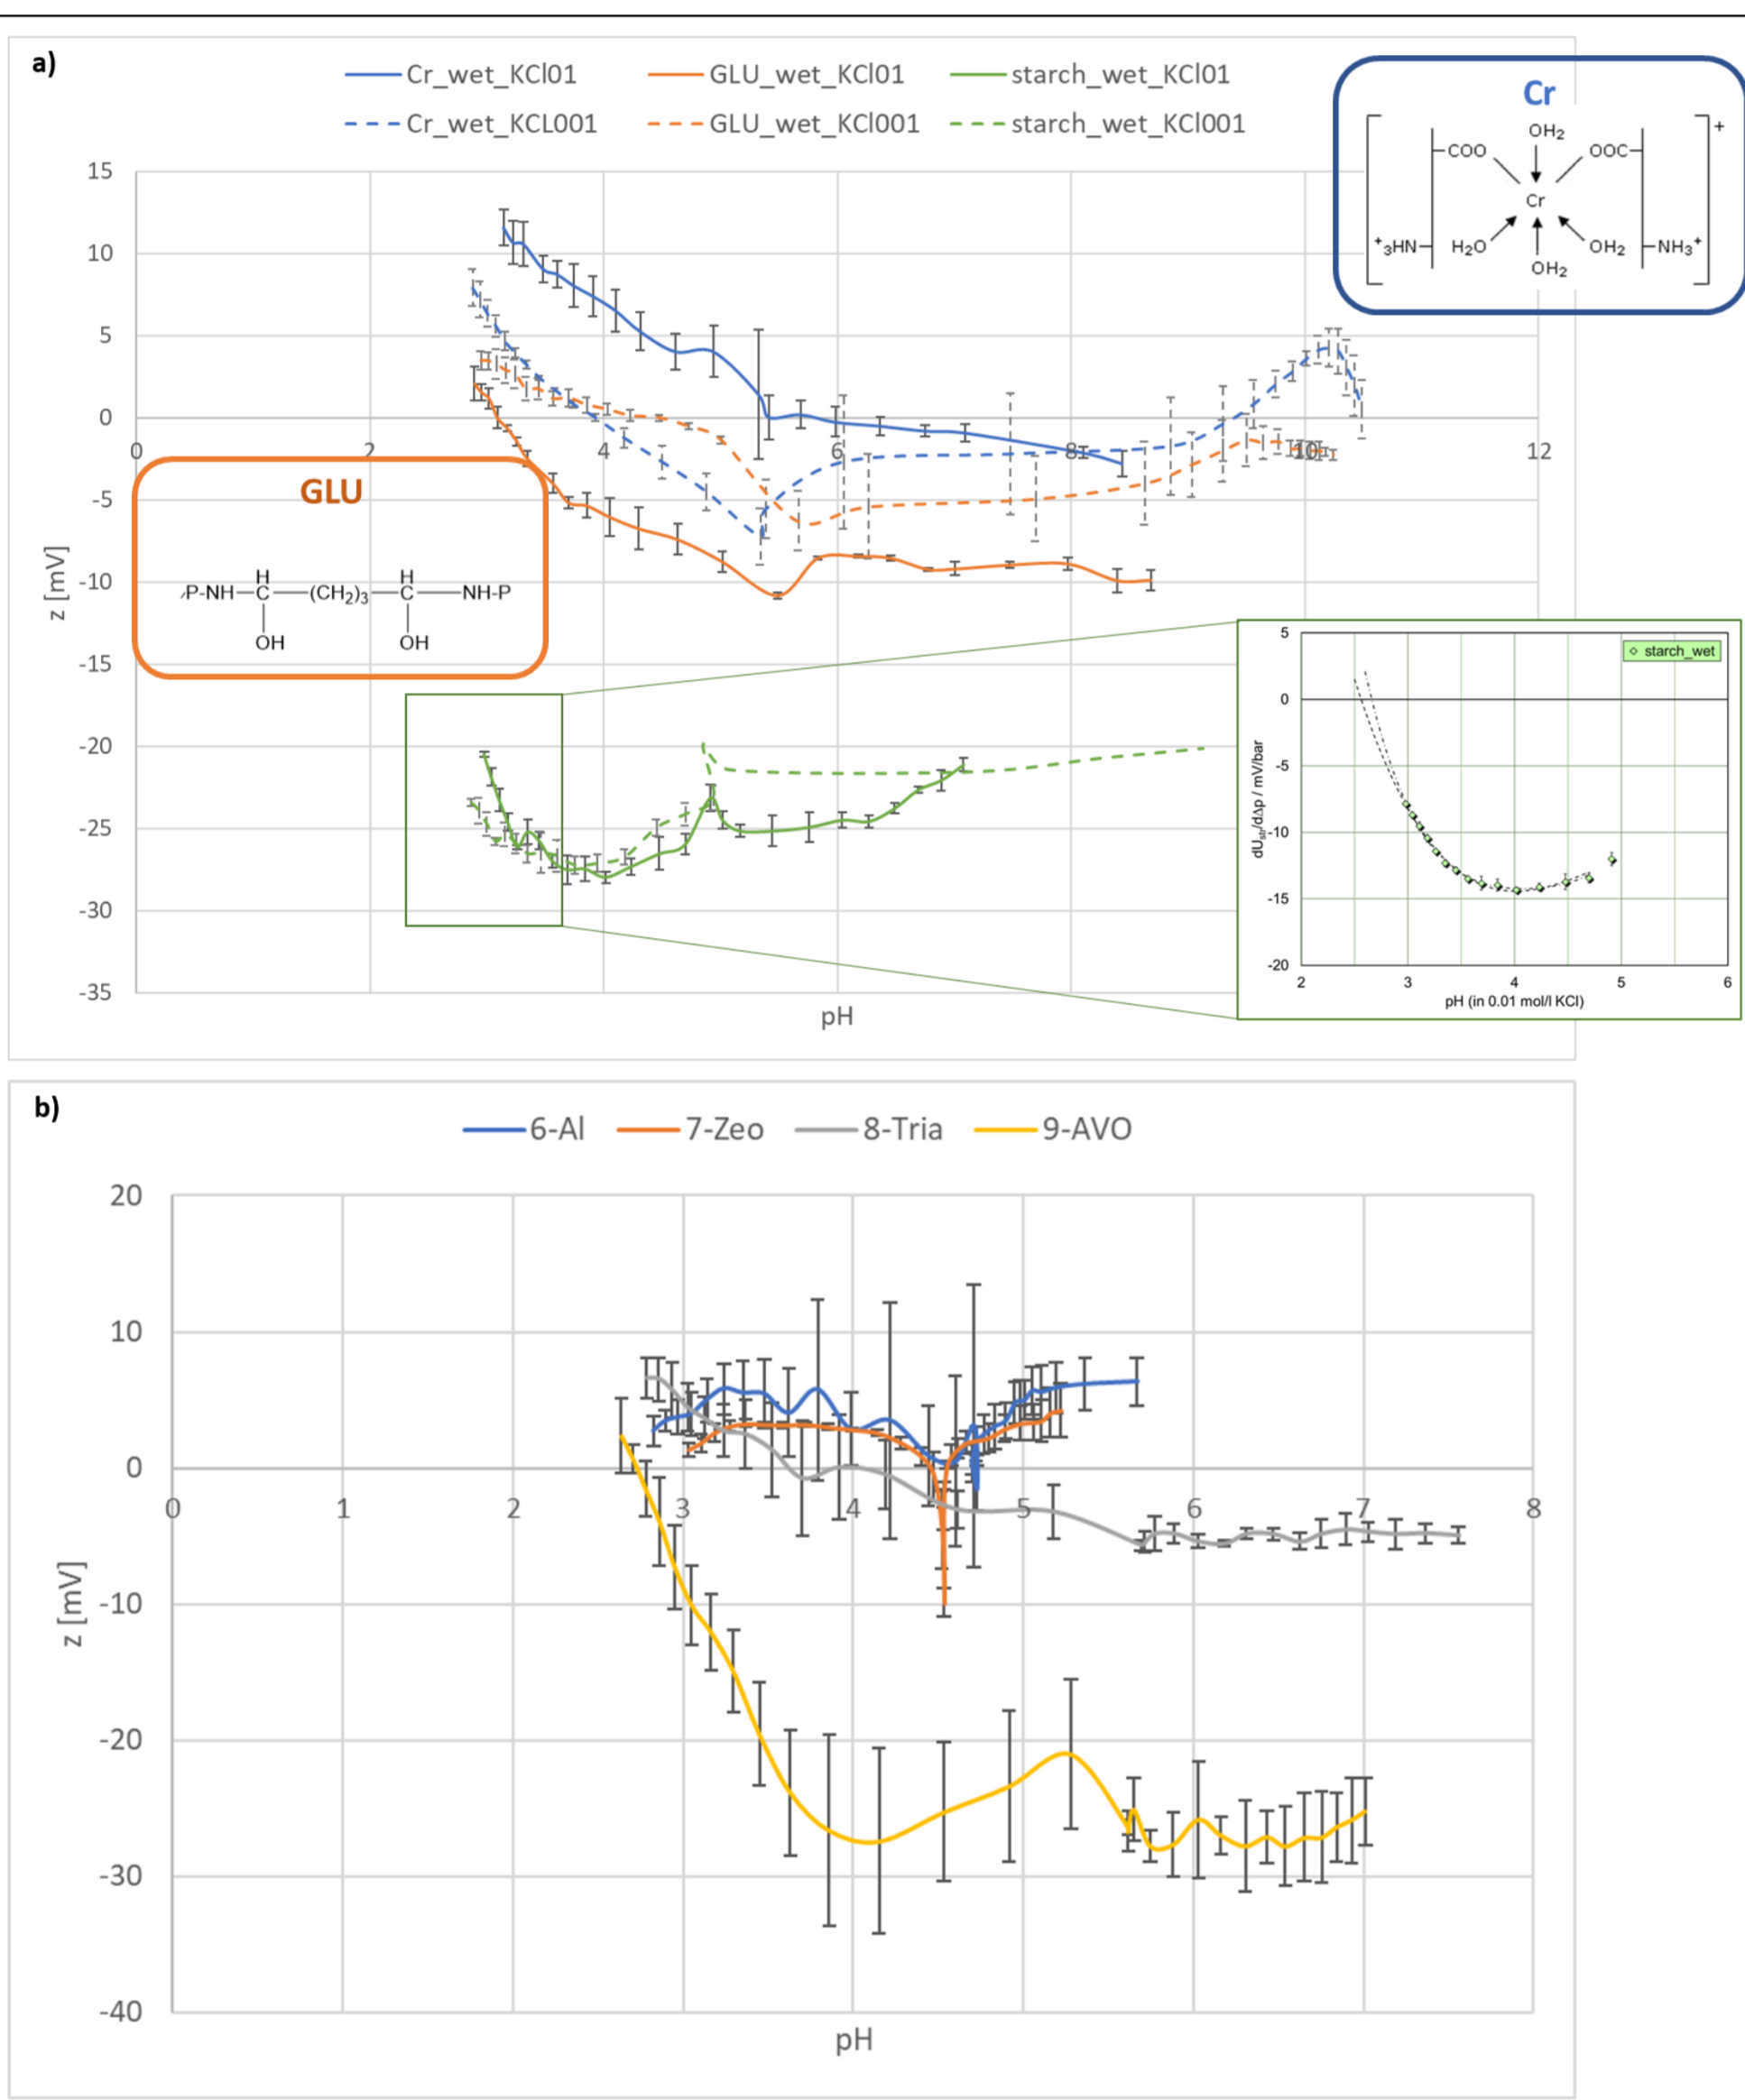 a)
Cr_wet_KCl01 GLU_wet_KCl01 starch_wet_KCl01
Cr_wet_KCL001 GLU_wet_KCl001 starch_wet_KCl001
Cr
+
OH₂
COO OOC
Cr
⁺₃HN H₂O OH₂ NH₃⁺
OH₂
15
10
5
0
0 2 4 6 8 10 12
-5
-10
-15
-20
-25
-30
-35
z [mV]
pH
GLU
H H
P-NH C (CH₂)₃ C NH-P
OH OH
starch_wet
5
0
-5
-10
-15
-20
2 3 4 5 6
dUstr/dΔp / mV/bar
pH (in 0.01 mol/l KCl)
b)
6-Al 7-Zeo 8-Tria 9-AVO
20
10
0
0 1 2 3 4 5 6 7 8
-10
-20
-30
-40
z [mV]
pH